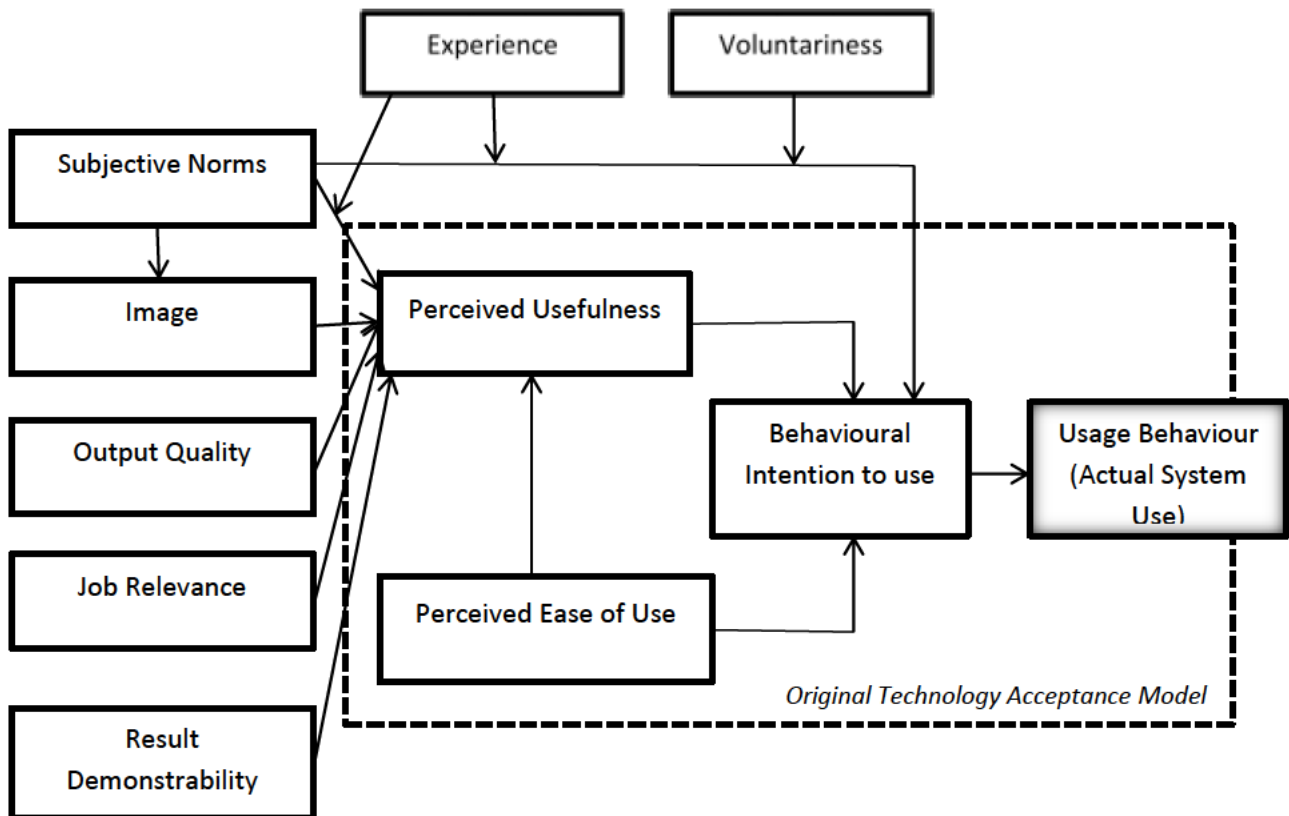 Experience
Voluntariness
Subjective Norms
Image
Perceived Usefulness
Output Quality
Behavioural
Intention to use
Usage Behaviour
(Actual System
Use)
Job Relevance
Perceived Ease of Use
Original Technology Acceptance Model
Result
Demonstrability